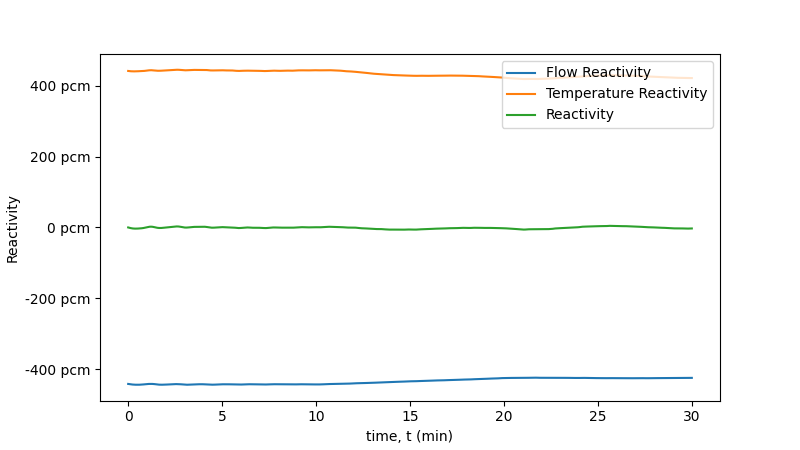 Flow Reactivity
Temperature Reactivity
Reactivity
400 pcm
200 pcm
0 pcm
-200 pcm
-400 pcm
Reactivity
0 5 10 15 20 25 30
time, t (min)